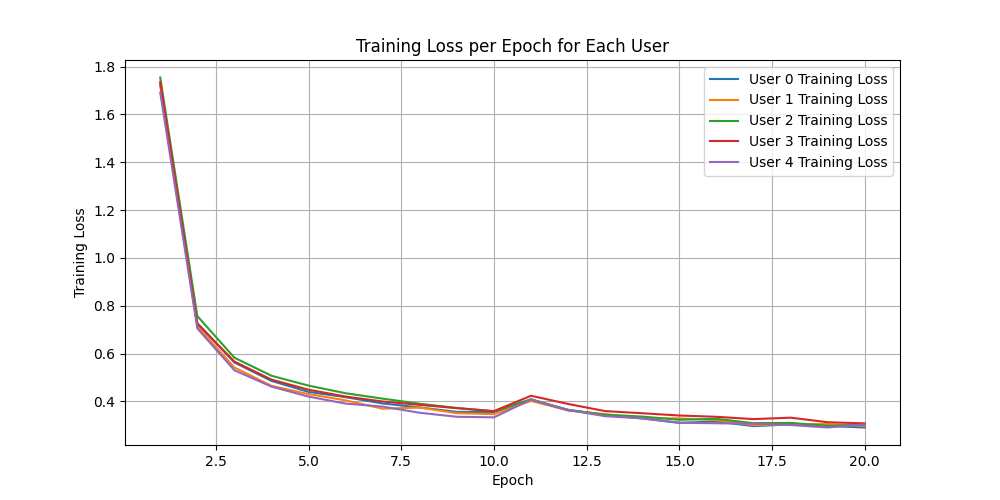 Training Loss per Epoch for Each User
1.8
1.6
1.4
1.2
1.0
0.8
0.6
0.4
Training Loss
User 0 Training Loss
User 1 Training Loss
User 2 Training Loss
User 3 Training Loss
User 4 Training Loss
2.5 5.0 7.5 10.0 12.5 15.0 17.5 20.0
Epoch